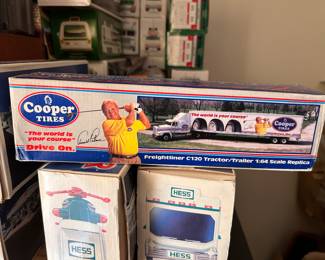 Cooper
TIRES
"The world is
your course"
Drive On.
"The world is your course"
Cooper
TIRES
Freightliner C120 Tractor/Trailer 1:64 Scale Replica
HESS
HESS